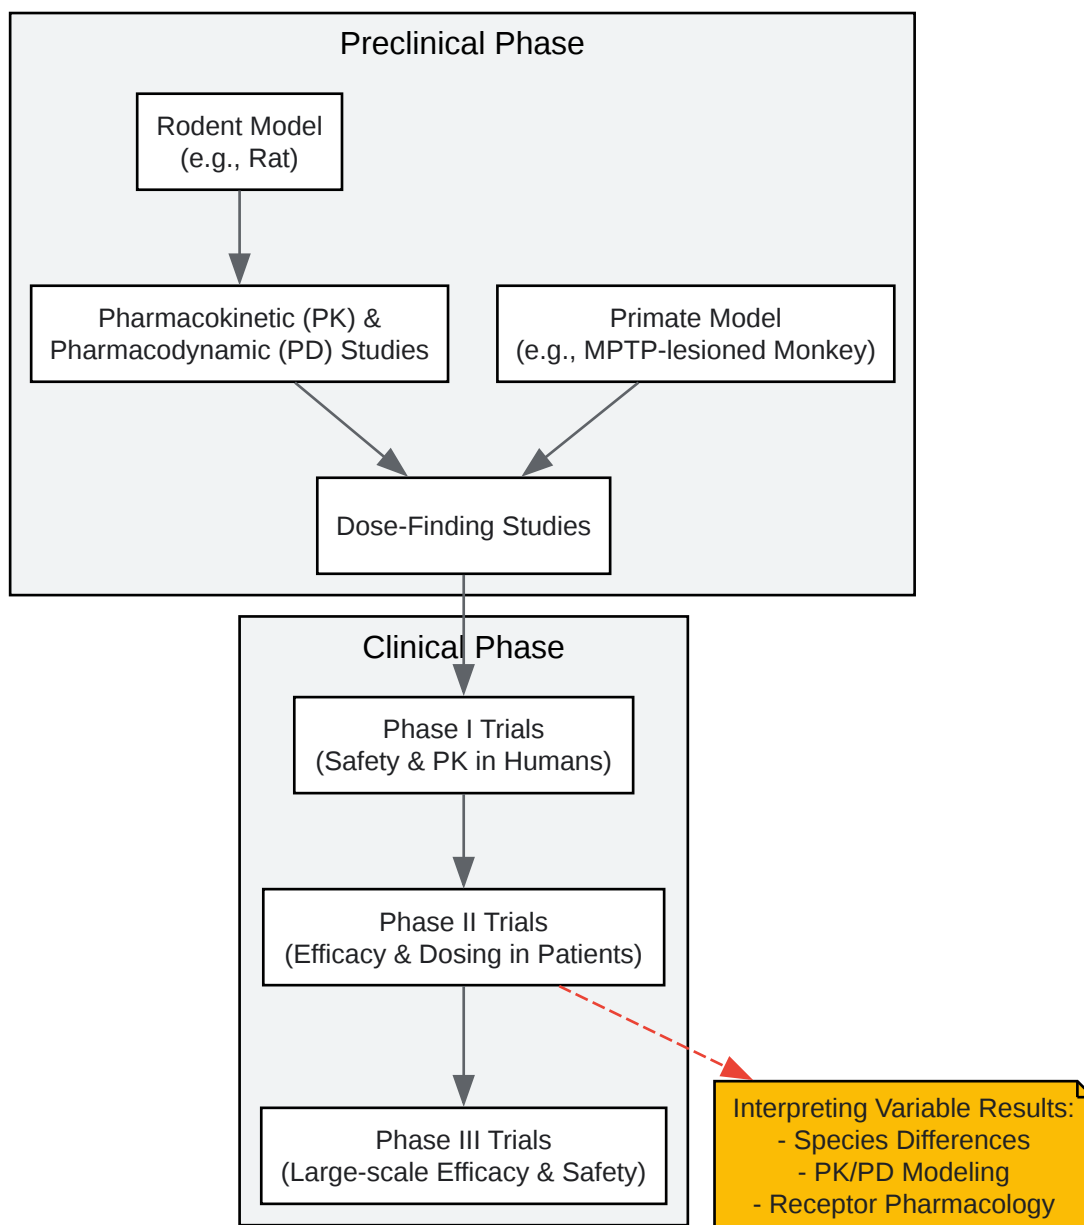 Preclinical Phase
Rodent Model
(e.g., Rat)
Pharmacokinetic (PK) &
Pharmacodynamic (PD) Studies
Primate Model
(e.g., MPTP-lesioned Monkey)
Dose-Finding Studies
Clinical Phase
Phase I Trials
(Safety & PK in Humans)
Phase II Trials
(Efficacy & Dosing in Patients)
Phase III Trials
(Large-scale Efficacy & Safety)
Interpreting Variable Results:
- Species Differences
- PK/PD Modeling
- Receptor Pharmacology